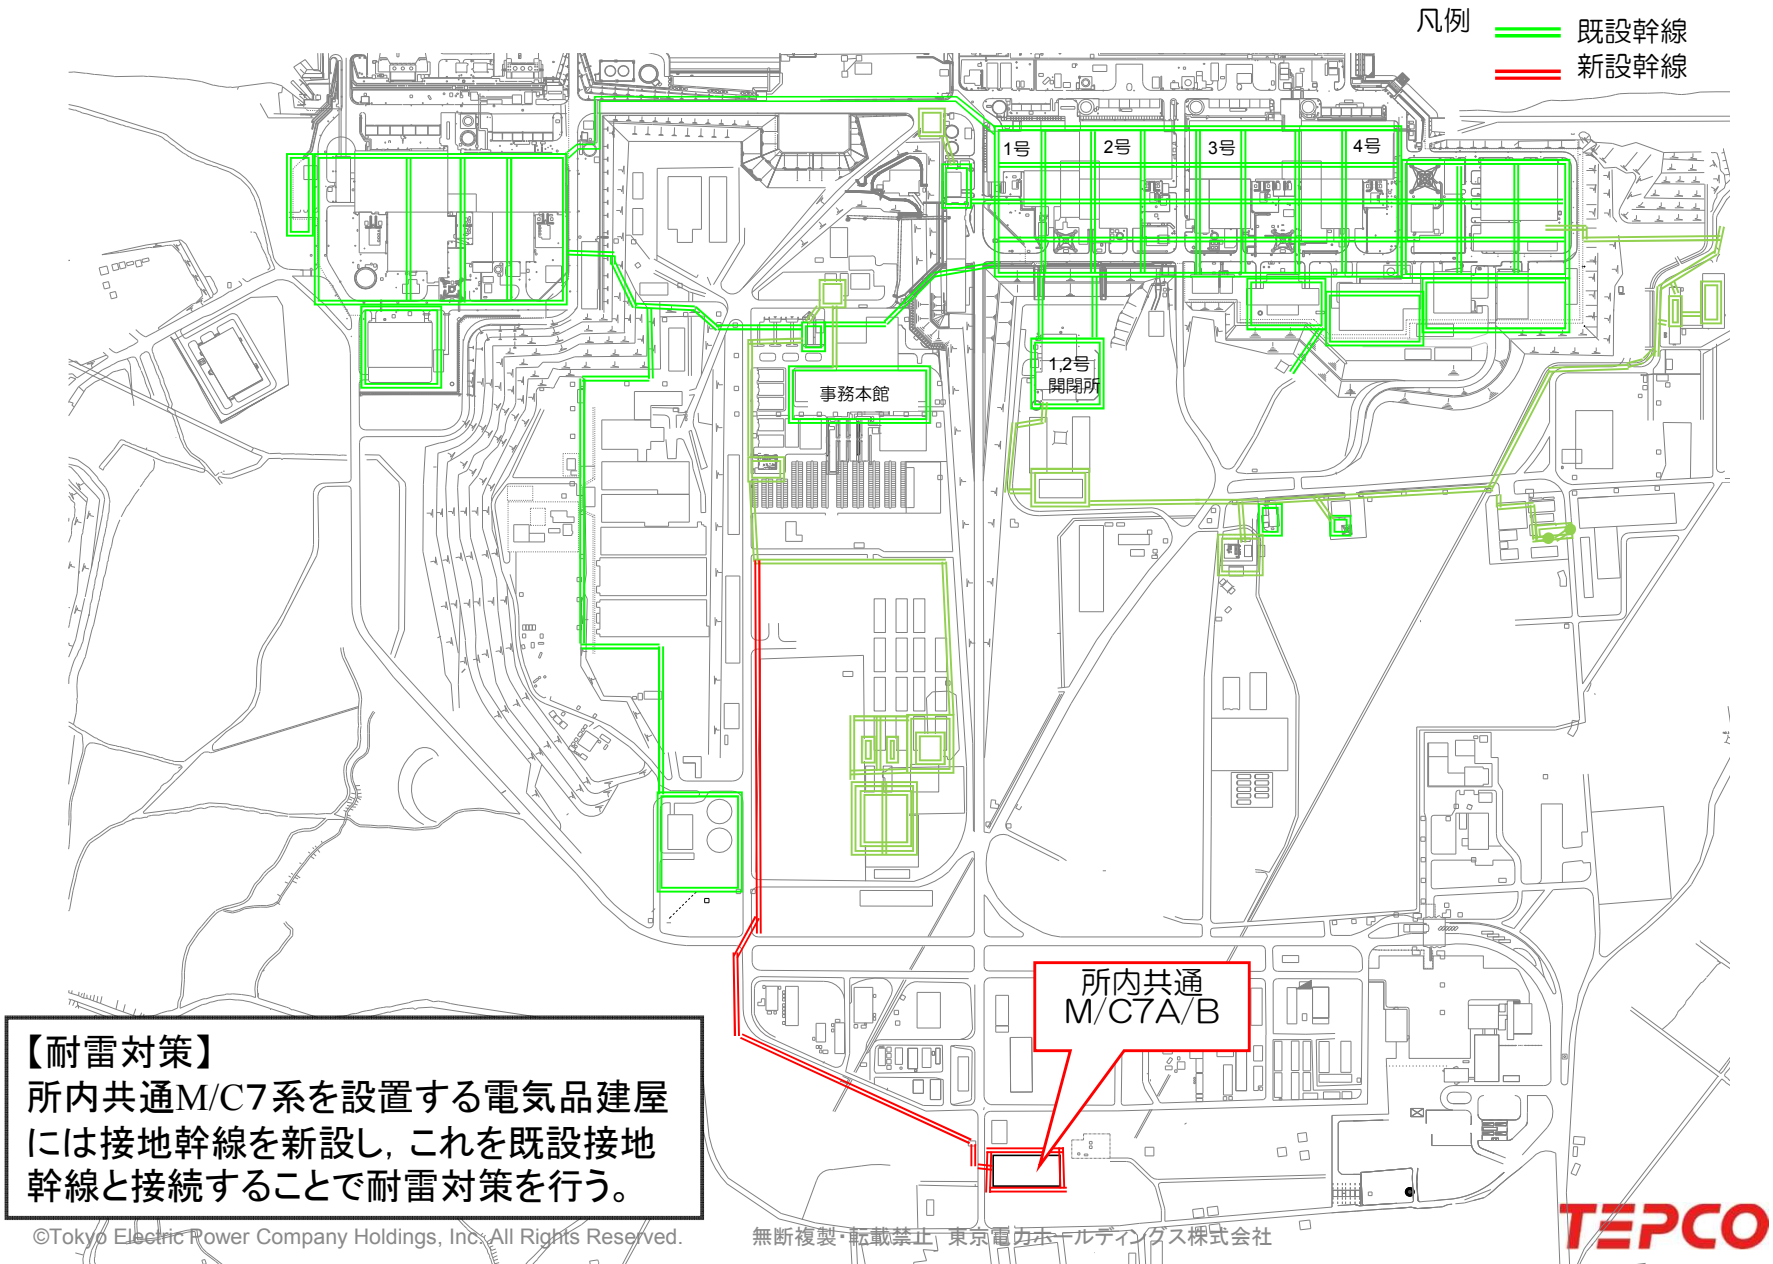 凡例
既設幹線
新設幹線
1号
2号
3号
4号
1,2号
開閉所
事務本館
所内共通
M/C7A/B
【耐雷対策】
所内共通M/C7系を設置する電気品建屋
には接地幹線を新設し，これを既設接地
幹線と接続することで耐雷対策を行う。
©Tokyo Electric Power Company Holdings, Inc. All Rights Reserved.
無断複製・転載禁止 東京電力ホールディングス株式会社
TEPCO